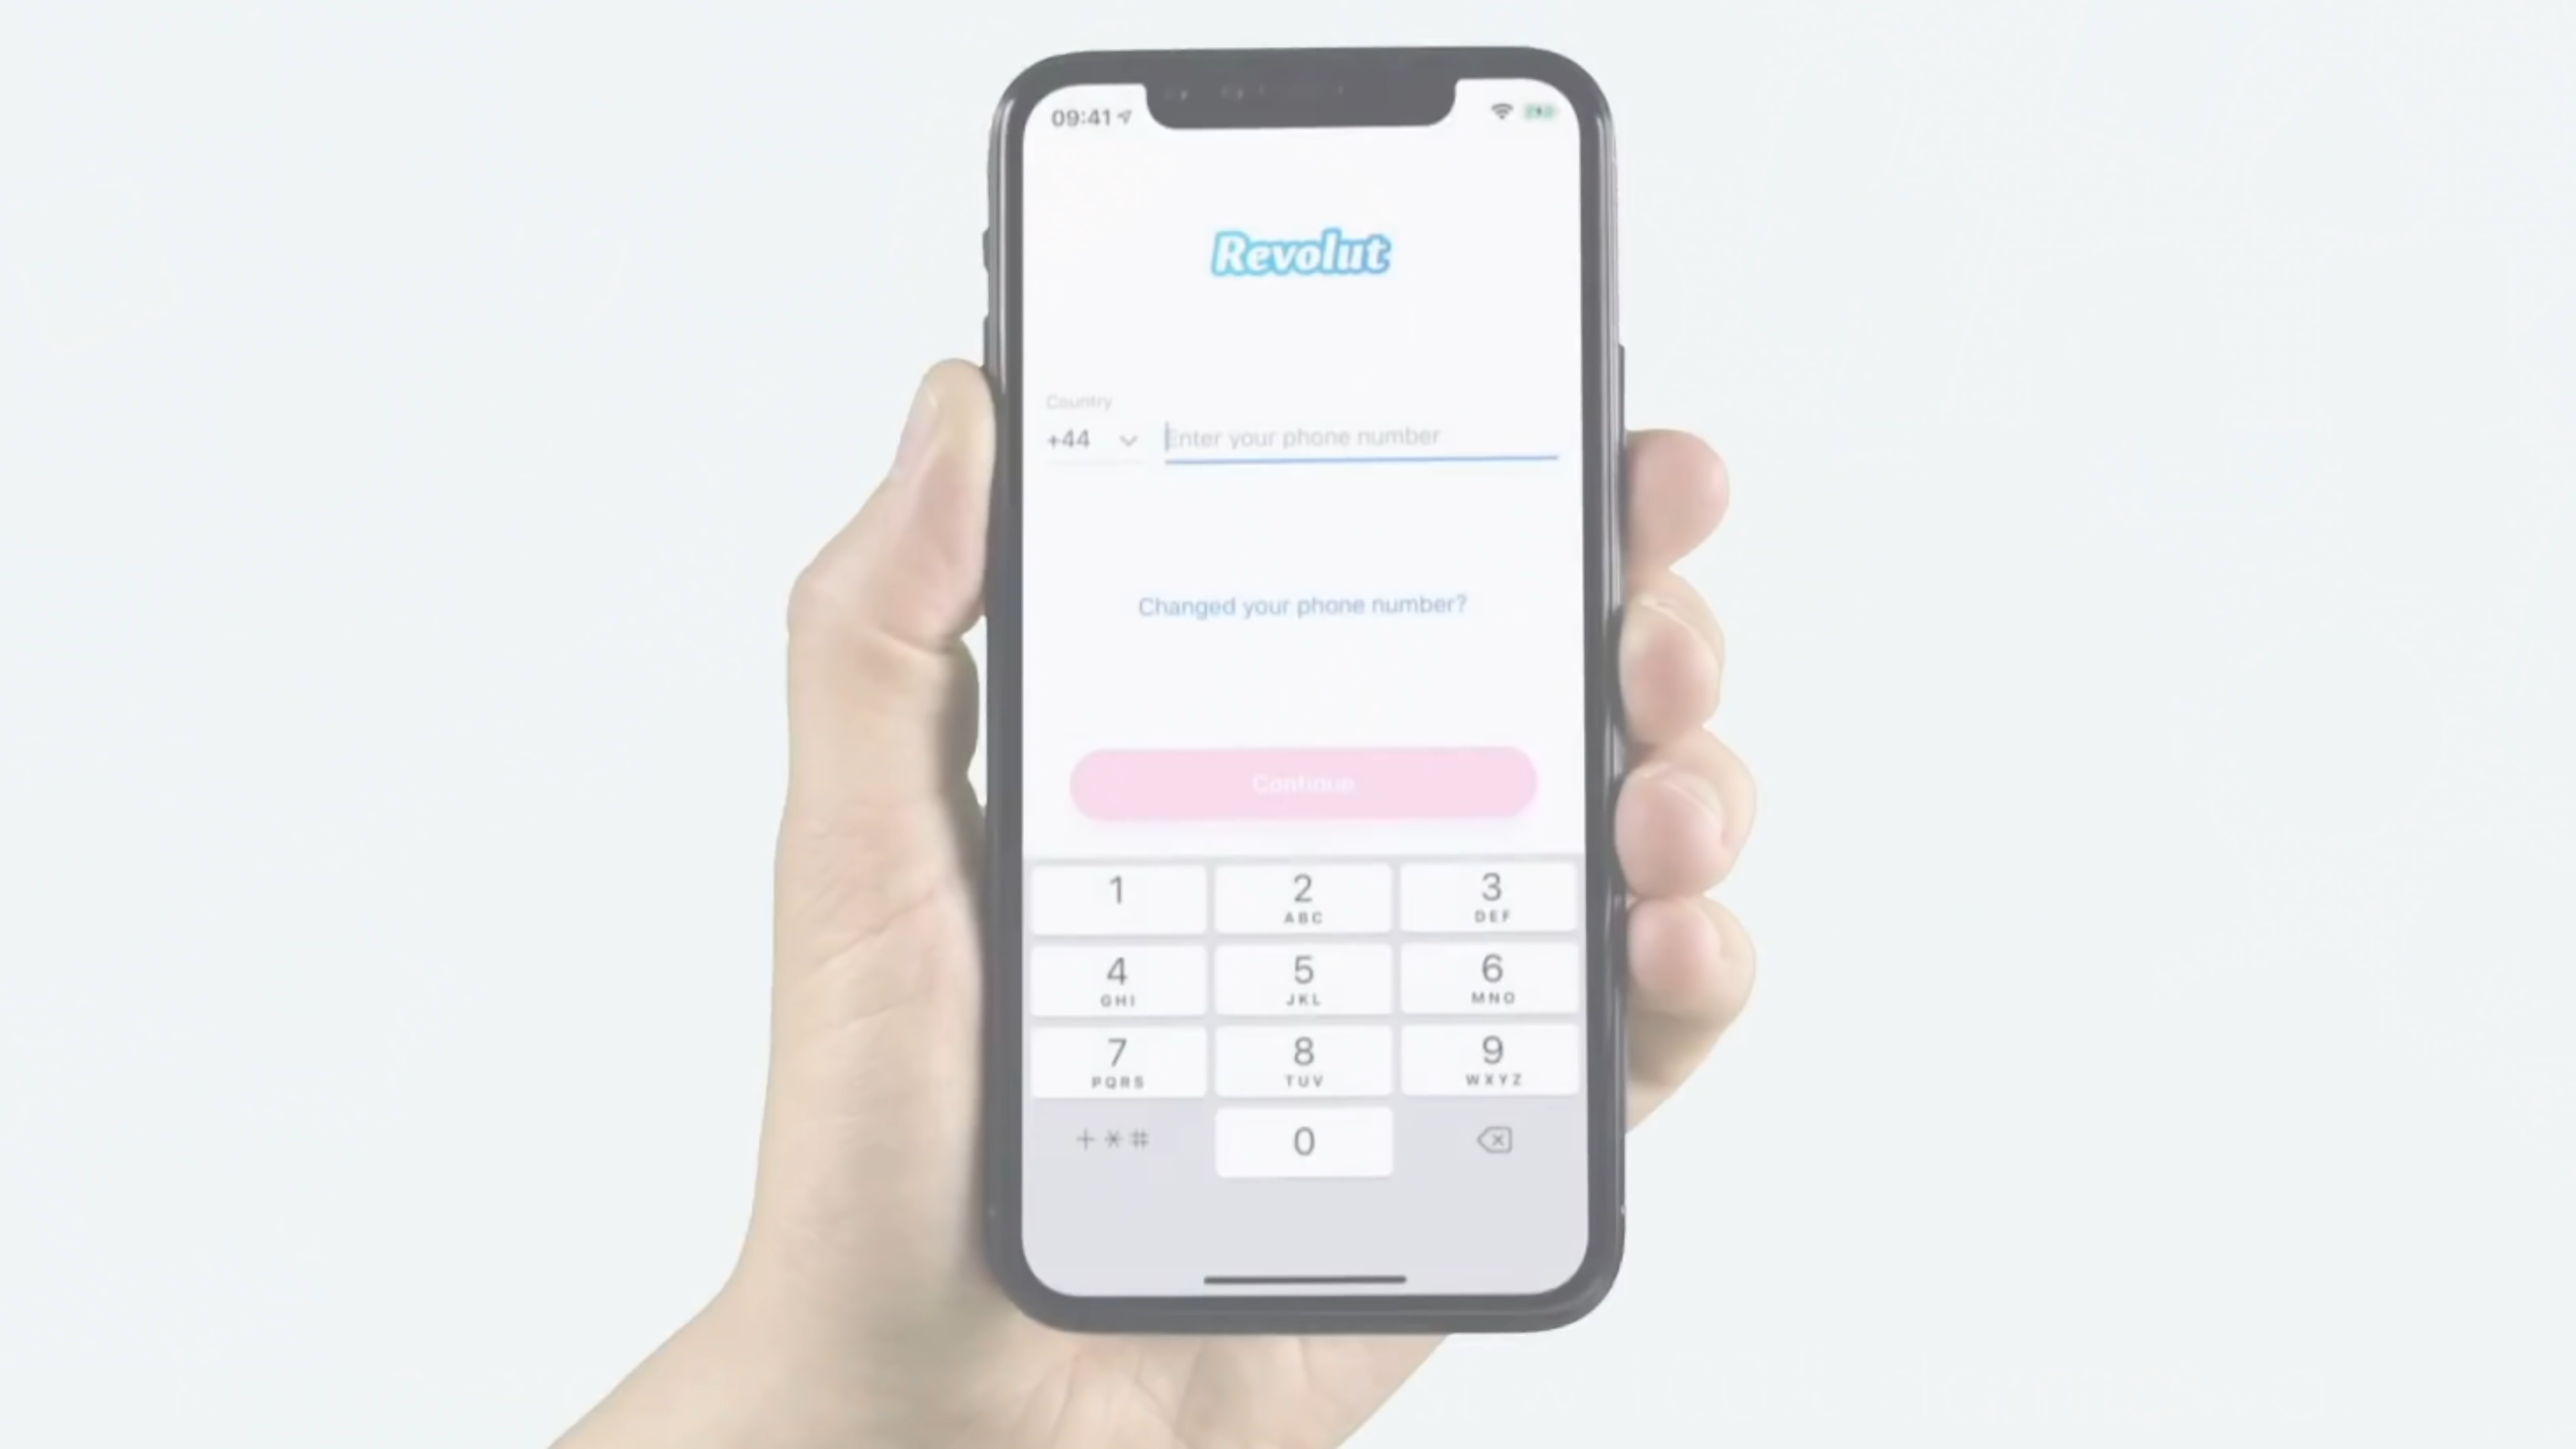 09:41
Revolut
Country
+44
Enter your phone number
Changed your phone number?
Continue
1
2
3
ABC
DEF
4
5
6
GHI
JKL
MNO
7
8
9
PQRS
TUV
WXYZ
+*#
0